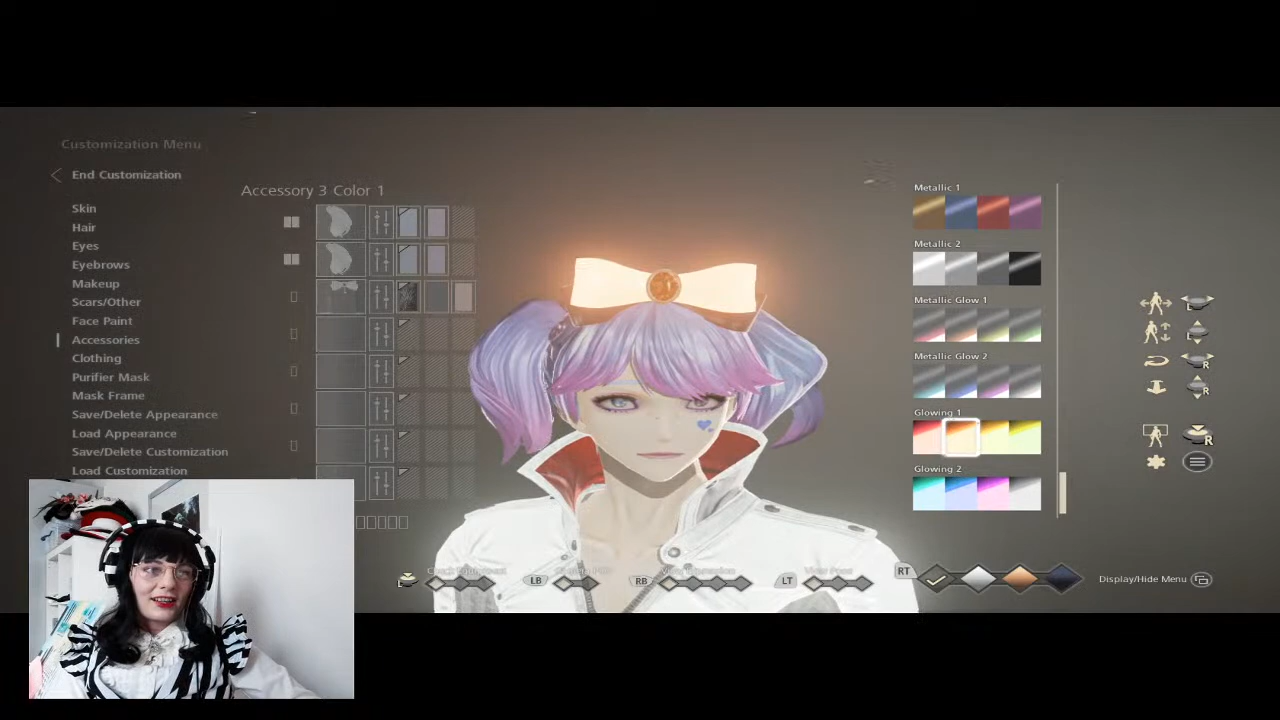 Customization Menu
End Customization
Accessory 3 Color 1
Skin
Hair
Eyes
Eyebrows
Makeup
Scars/Other
Face Paint
Accessories
Clothing
Purifier Mask
Mask Frame
Save/Delete Appearance
Load Appearance
Save/Delete Customization
Load Customization
Metallic 1
Metallic 2
Metallic Glow 1
Metallic Glow 2
Glowing 1
Glowing 2
L
L
R
R
R
LB
RB
LT
View Point
RT
Display/Hide Menu